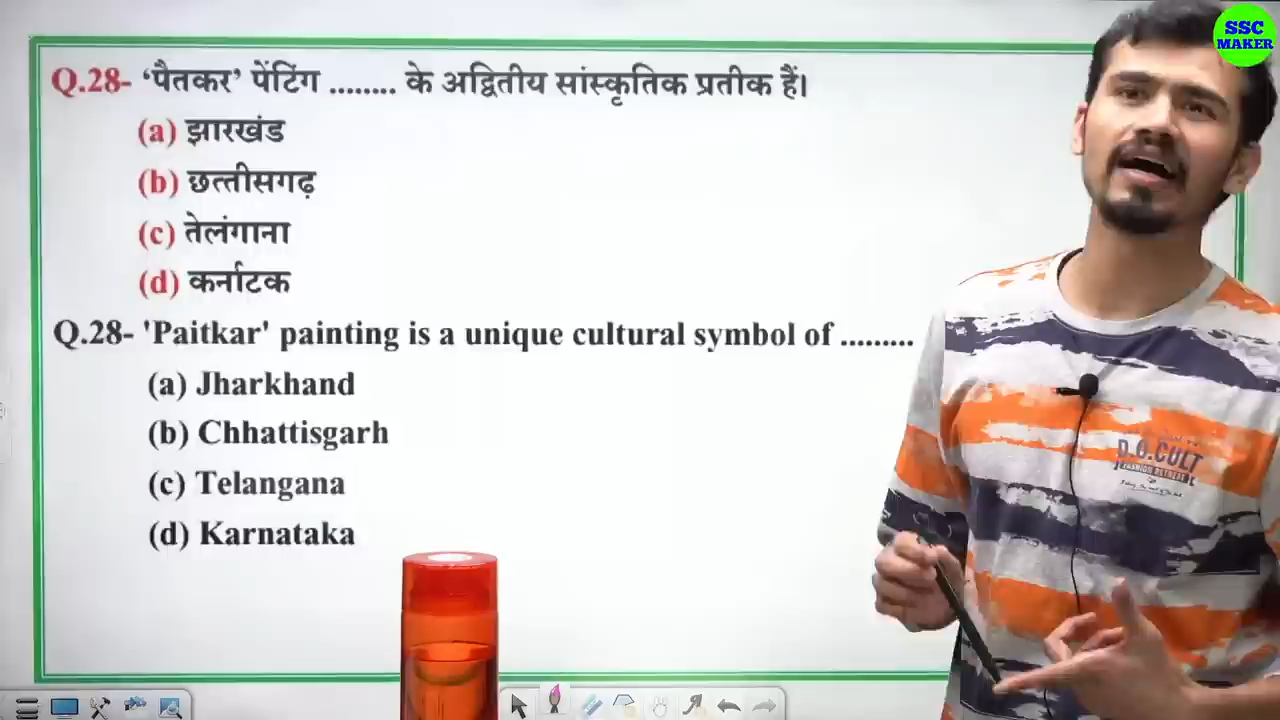 SSC
MAKER
Q.28- ‘पैतकर’ पेंटिंग ........ के अद्वितीय सांस्कृतिक प्रतीक हैं।
(a) झारखंड
(b) छत्तीसगढ़
(c) तेलंगाना
(d) कर्नाटक
Q.28- 'Paitkar' painting is a unique cultural symbol of .........
(a) Jharkhand
(b) Chhattisgarh
(c) Telangana
(d) Karnataka
D.O.CULT